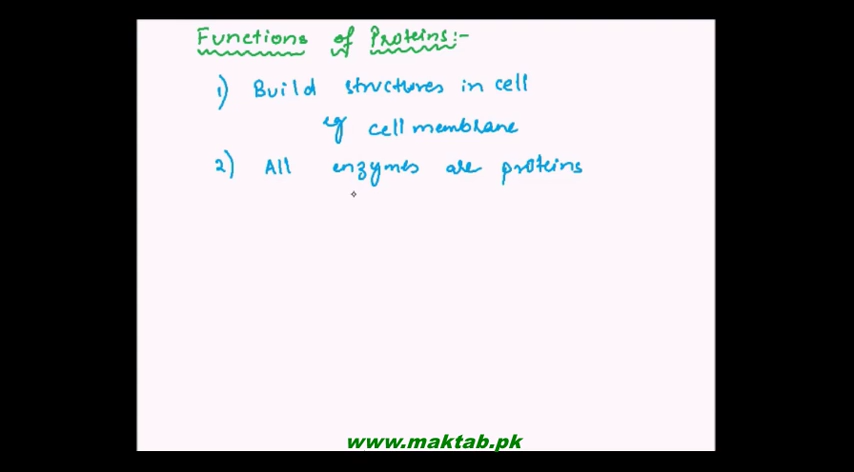 Functions of Proteins:-
1) Build structures in cell
eg cell membrane
2) All enzymes are proteins
www.maktab.pk